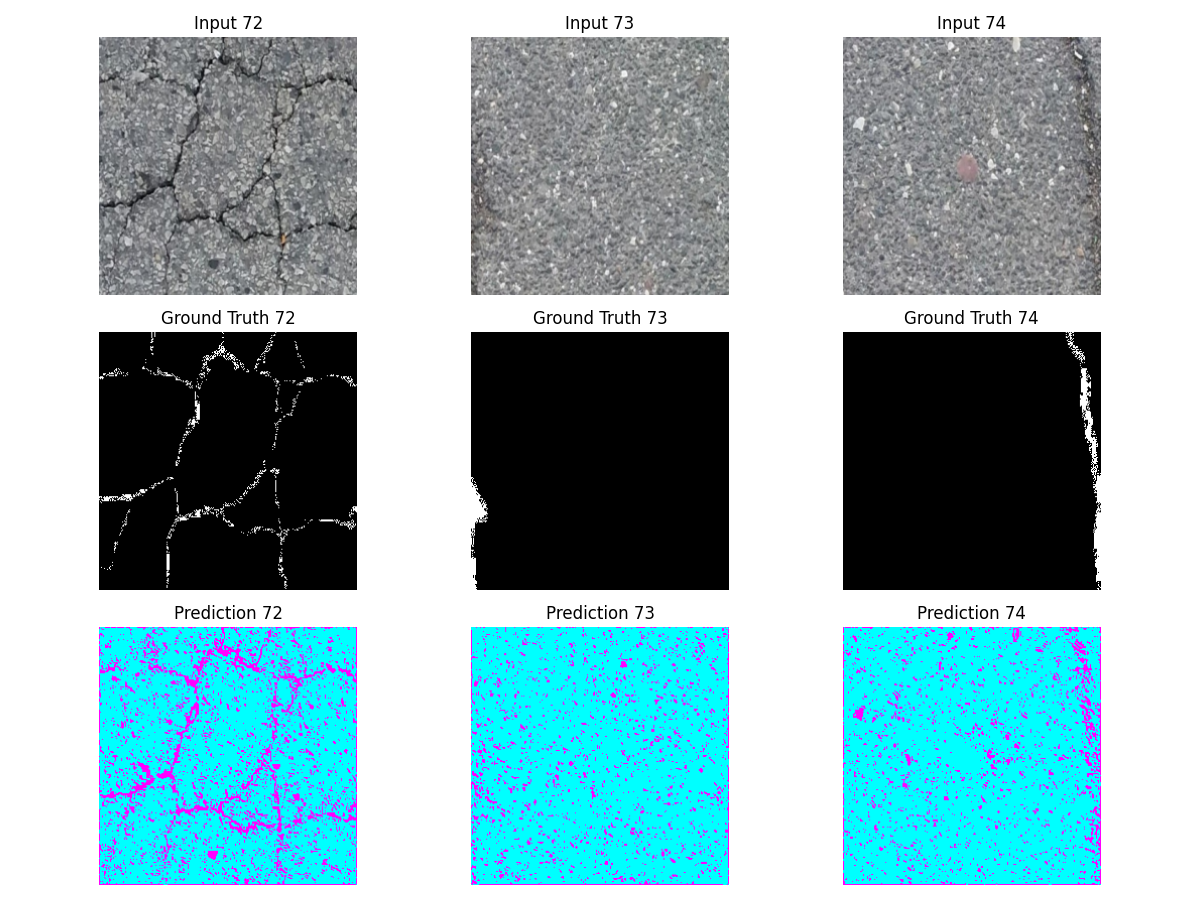 Input 72
Input 73
Input 74
Ground Truth 72
Ground Truth 73
Ground Truth 74
Prediction 72
Prediction 73
Prediction 74